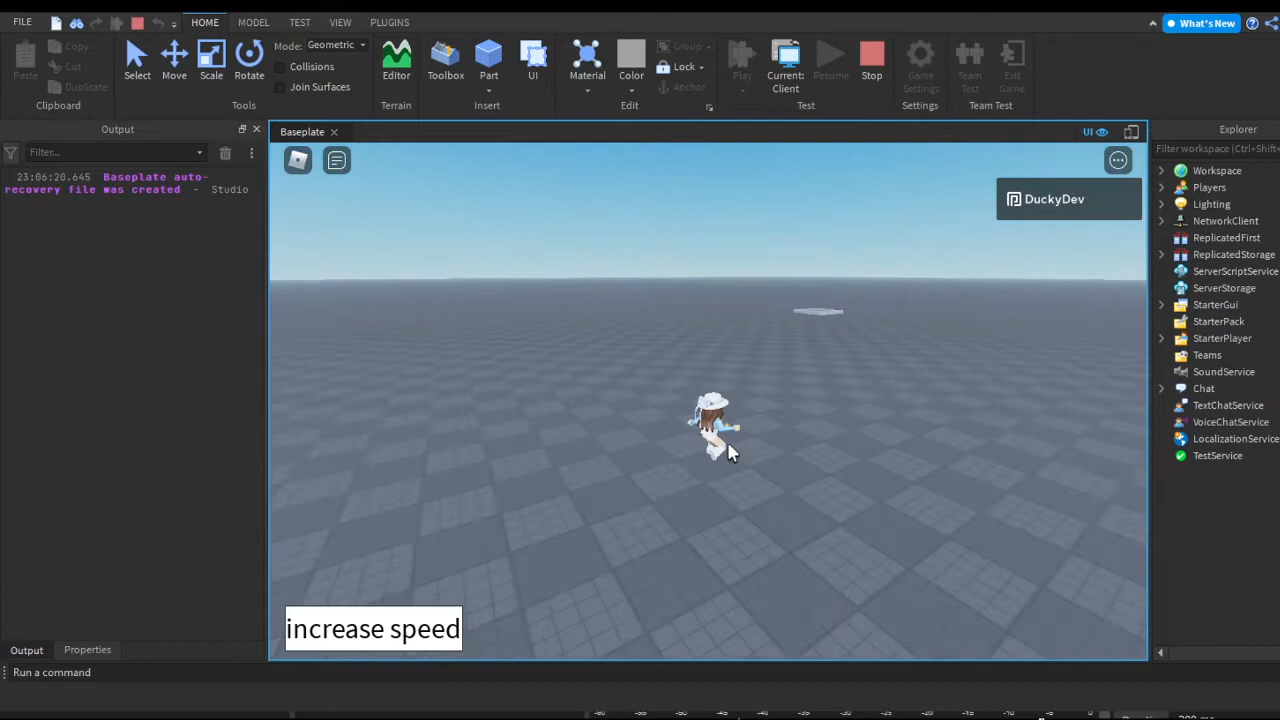 FILE HOME MODEL TEST VIEW PLUGINS What's New
Paste Copy Cut Duplicate Select Move Scale Rotate Mode: Geometric Collisions Join Surfaces Editor Toolbox Part UI Material Color Group Lock Anchor Play Current: Client Resume Stop Game Settings Team Test Exit Game
Clipboard Tools Terrain Insert Edit Test Settings Team Test
Output
Filter...
23:06:20.645 Baseplate auto-
recovery file was created - Studio
Baseplate UI
DuckyDev
increase speed
Explorer
Filter workspace (Ctrl+Shift+
Workspace
Players
Lighting
NetworkClient
ReplicatedFirst
ReplicatedStorage
ServerScriptService
ServerStorage
StarterGui
StarterPack
StarterPlayer
Teams
SoundService
Chat
TextChatService
VoiceChatService
LocalizationService
TestService
Output Properties
Run a command